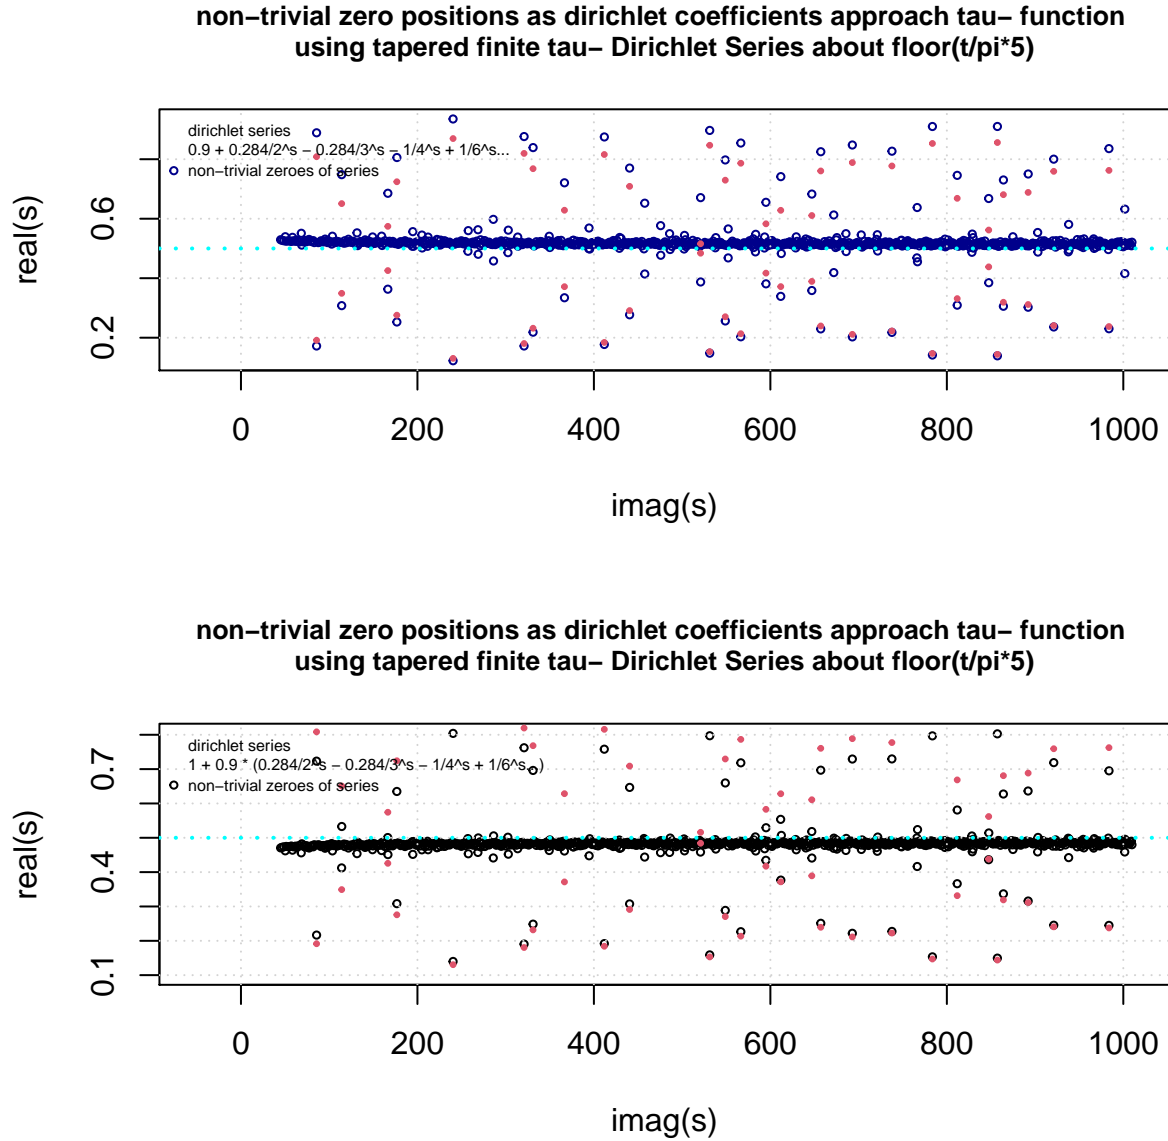 non−trivial zero positions as dirichlet coefficients approach tau− function
using tapered finite tau− Dirichlet Series about floor(t/pi*5)
dirichlet series
0.9 + 0.284/2^s − 0.284/3^s − 1/4^s + 1/6^s...
non−trivial zeroes of series
real(s)
0.6
0.2
0
200
400
600
800
1000
imag(s)
non−trivial zero positions as dirichlet coefficients approach tau− function
using tapered finite tau− Dirichlet Series about floor(t/pi*5)
dirichlet series
1 + 0.9 * (0.284/2^s − 0.284/3^s − 1/4^s + 1/6^s...)
non−trivial zeroes of series
real(s)
0.7
0.4
0.1
0
200
400
600
800
1000
imag(s)